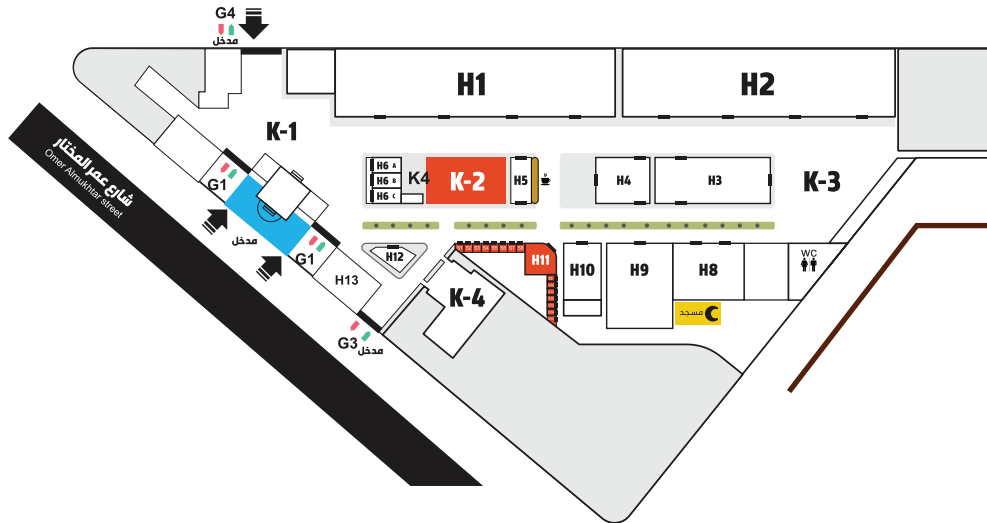 G4
مدخل
H1
H2
K-1
شارع عمر المختار
Omer Almukhtar street
G1
H6 A
H6 B
H6 C
K4
K-2
H5
H4
H3
K-3
مدخل
G1
H12
H11
H10
H9
H8
WC
H13
K-4
مسجد
G3
مدخل